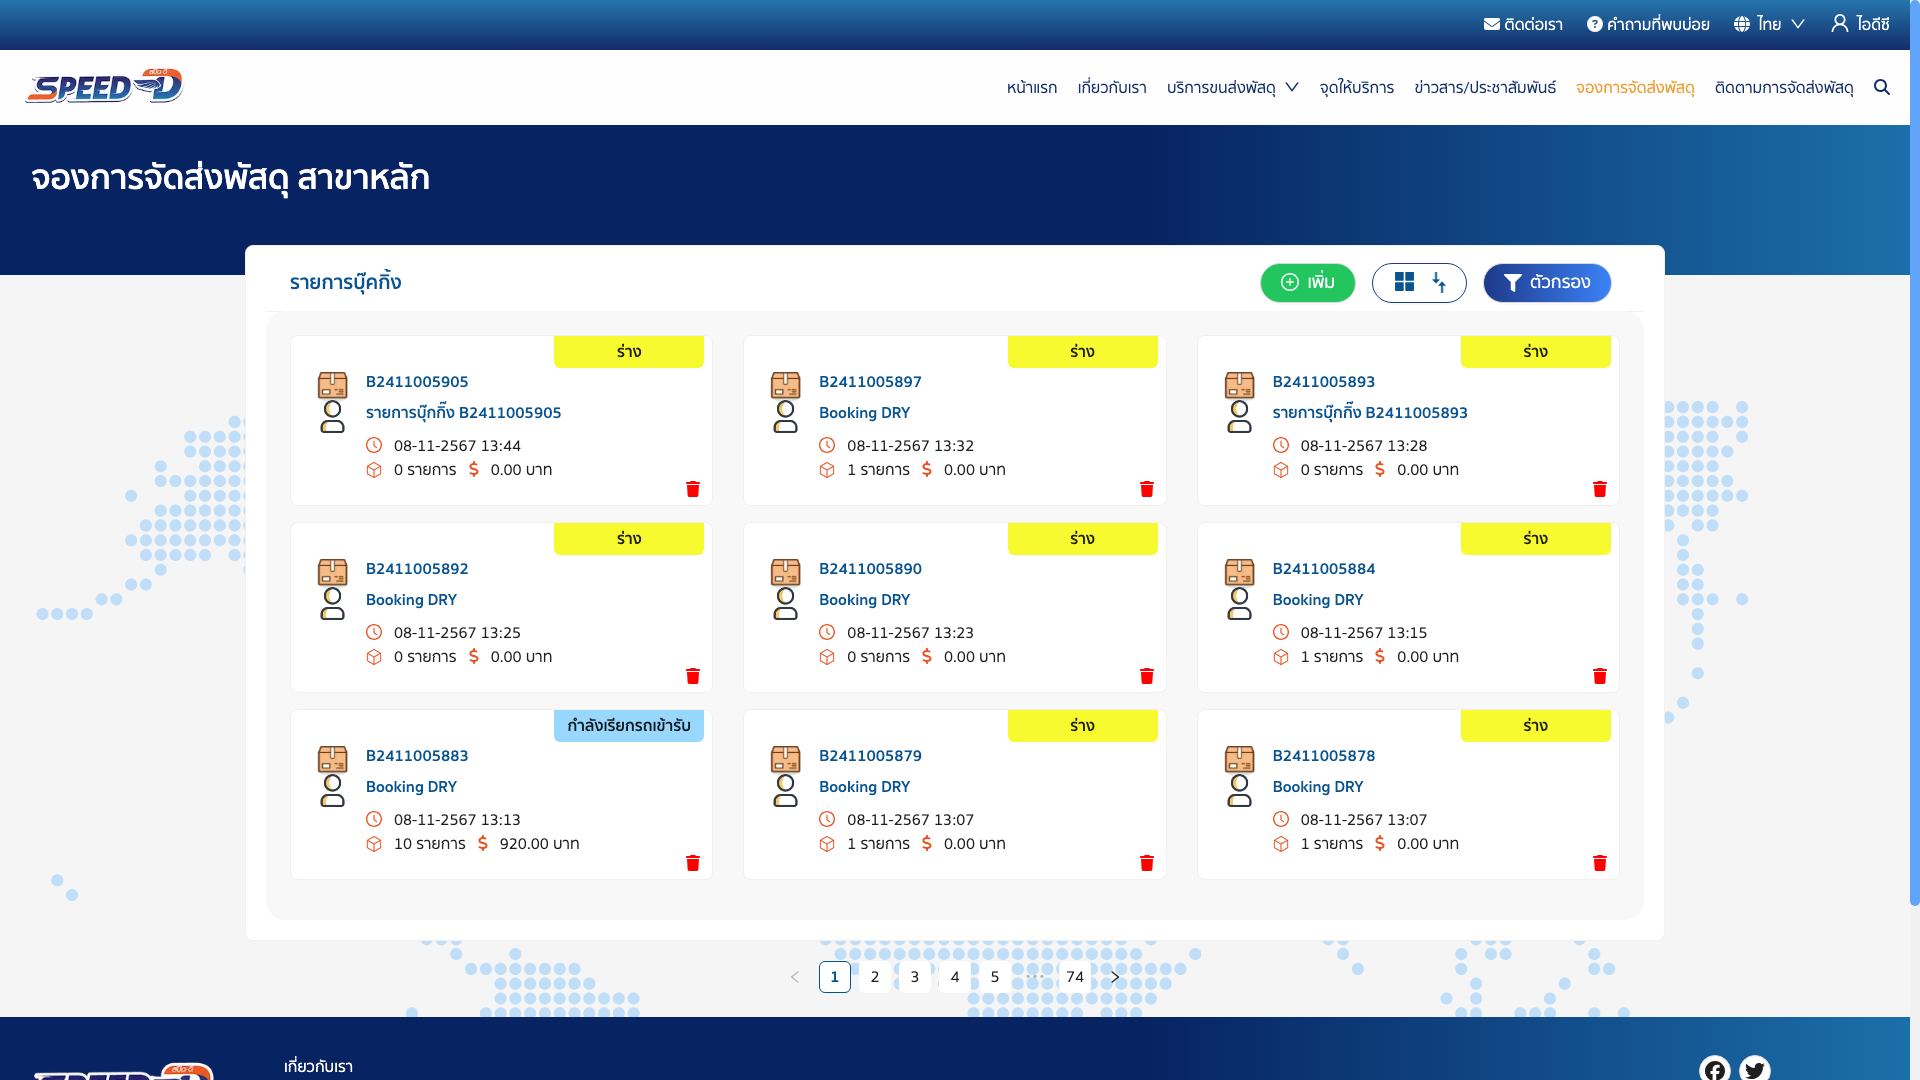 ติดต่อเรา คำถามที่พบบ่อย ไทย ไอดีซี
SPEED-D
หน้าแรก เกี่ยวกับเรา บริการขนส่งพัสดุ จุดให้บริการ ข่าวสาร/ประชาสัมพันธ์ จองการจัดส่งพัสดุ ติดตามการจัดส่งพัสดุ
จองการจัดส่งพัสดุ สาขาหลัก
รายการบุ๊คกิ้ง
เพิ่ม
ตัวกรอง
ร่าง
B2411005905
รายการบุ๊กกิ๊ง B2411005905
08-11-2567 13:44
0 รายการ $ 0.00 บาท
ร่าง
B2411005897
Booking DRY
08-11-2567 13:32
1 รายการ $ 0.00 บาท
ร่าง
B2411005893
รายการบุ๊กกิ๊ง B2411005893
08-11-2567 13:28
0 รายการ $ 0.00 บาท
ร่าง
B2411005892
Booking DRY
08-11-2567 13:25
0 รายการ $ 0.00 บาท
ร่าง
B2411005890
Booking DRY
08-11-2567 13:23
0 รายการ $ 0.00 บาท
ร่าง
B2411005884
Booking DRY
08-11-2567 13:15
1 รายการ $ 0.00 บาท
กำลังเรียกรถเข้ารับ
B2411005883
Booking DRY
08-11-2567 13:13
10 รายการ $ 920.00 บาท
ร่าง
B2411005879
Booking DRY
08-11-2567 13:07
1 รายการ $ 0.00 บาท
ร่าง
B2411005878
Booking DRY
08-11-2567 13:07
1 รายการ $ 0.00 บาท
1 2 3 4 5 ••• 74
เกี่ยวกับเรา